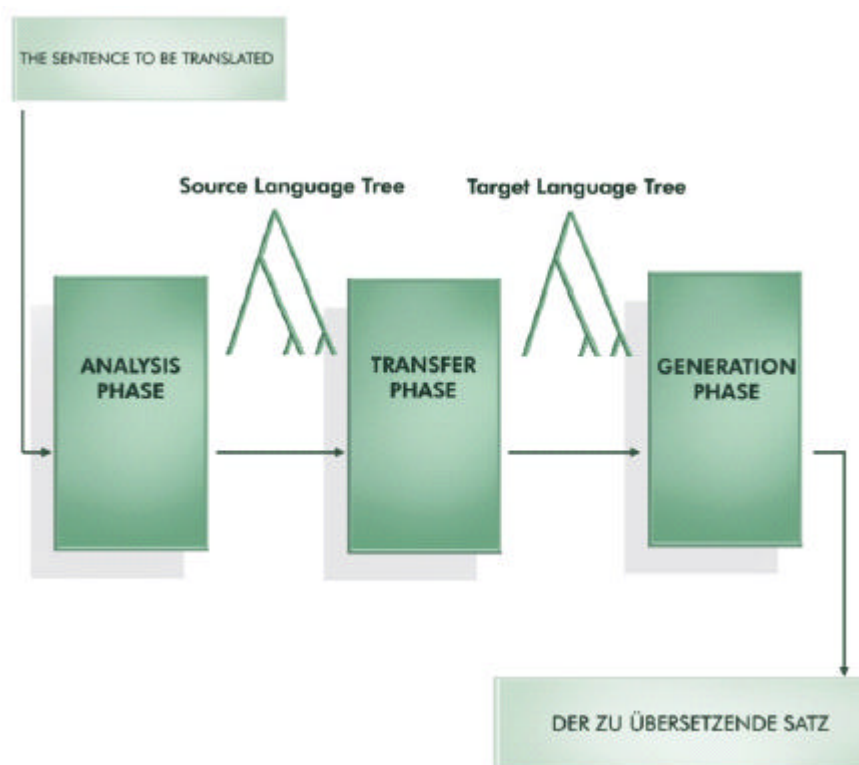 THE SENTENCE TO BE TRANSLATED
Source Language Tree
Target Language Tree
ANALYSIS
PHASE
TRANSFER
PHASE
GENERATION
PHASE
DER ZU ÜBERSETZENDE SATZ